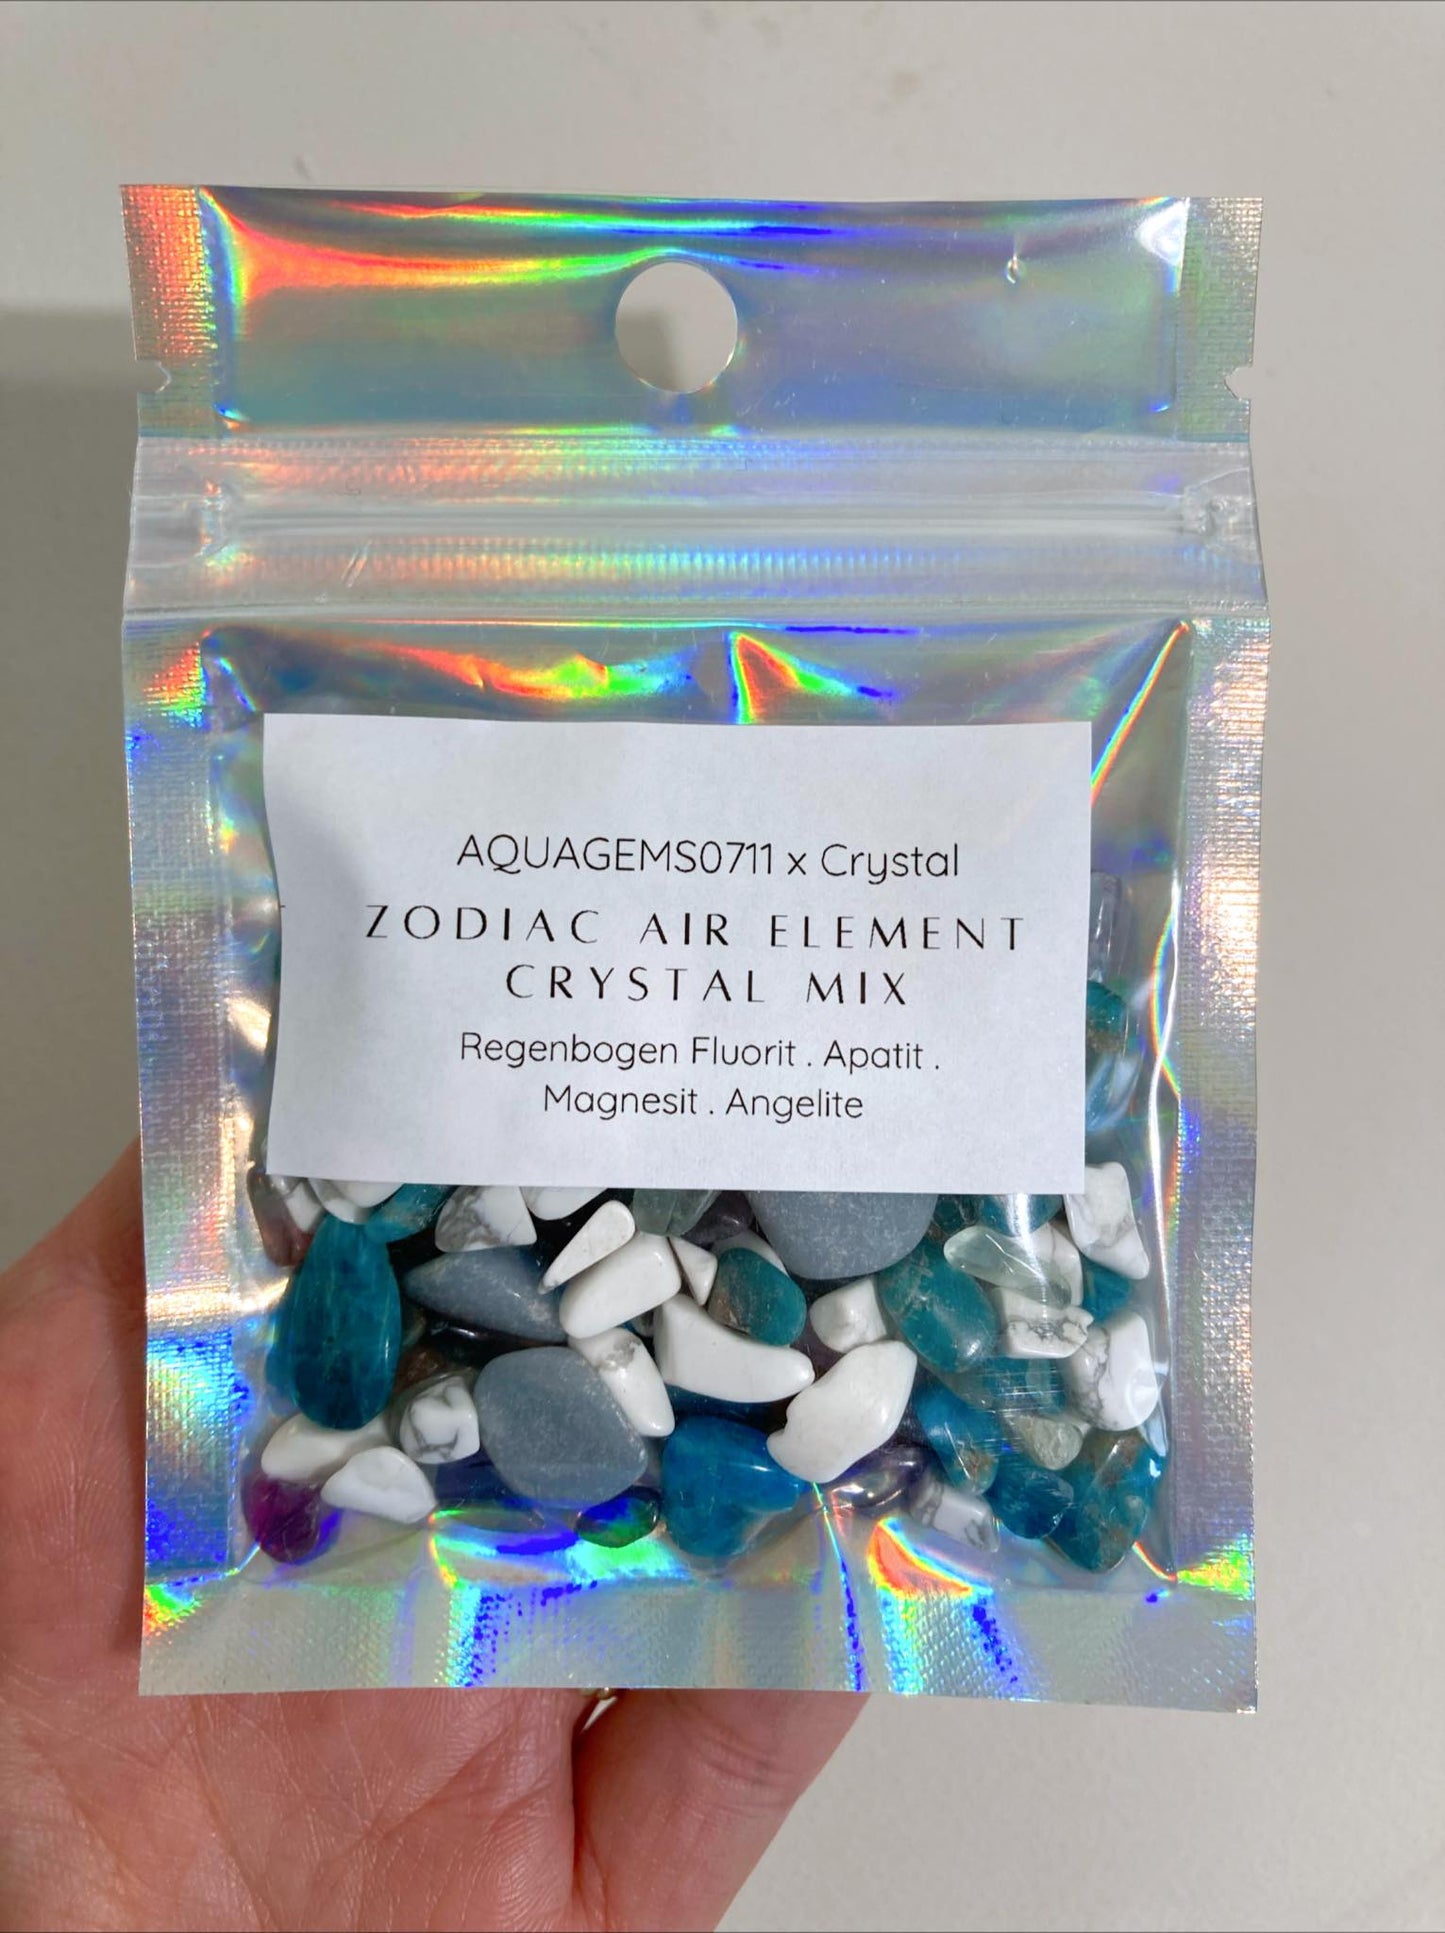 AQUAGEMS0711 x Crystal
ZODIAC AIR ELEMENT
CRYSTAL MIX
Regenbogen Fluorit . Apatit .
Magnesit . Angelite